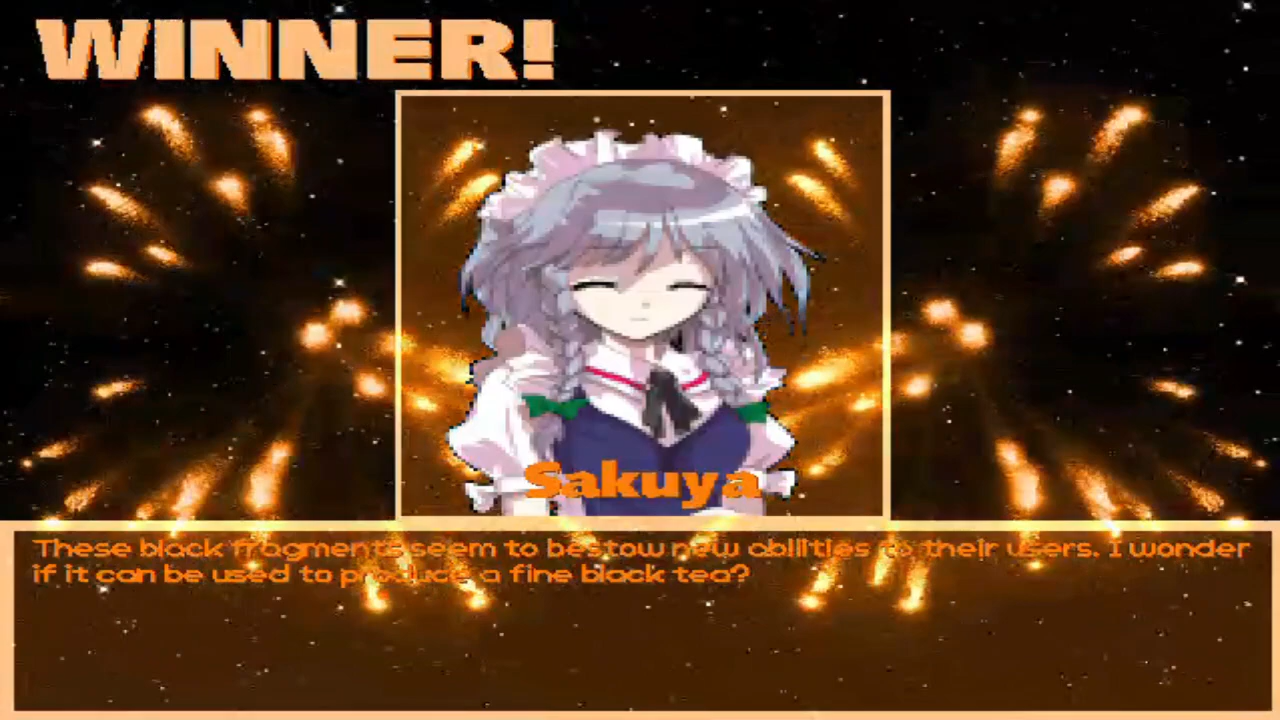 WINNER!
Sakuya
These black fragments seem to bestow new abilities to their users. I wonder
if it can be used to produce a fine black tea?